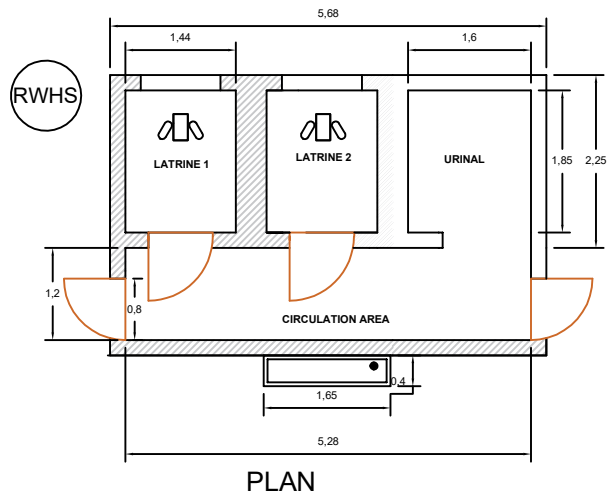 5,68
1,44
1,6
RWHS
LATRINE 1
LATRINE 2
URINAL
1,85
2,25
1,2
0,8
CIRCULATION AREA
0,4
1,65
5,28
PLAN